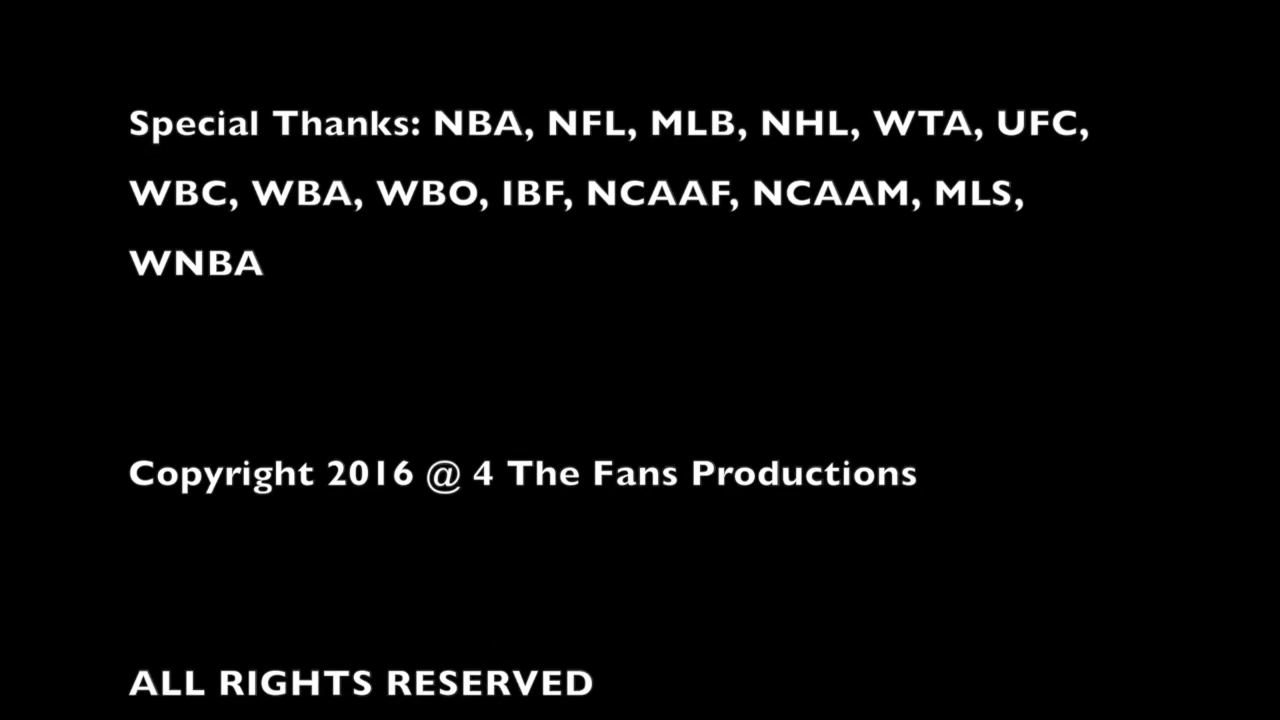 Special Thanks: NBA, NFL, MLB, NHL, WTA, UFC,
WBC, WBA, WBO, IBF, NCAAF, NCAAM, MLS,
WNBA
Copyright 2016 @ 4 The Fans Productions
ALL RIGHTS RESERVED